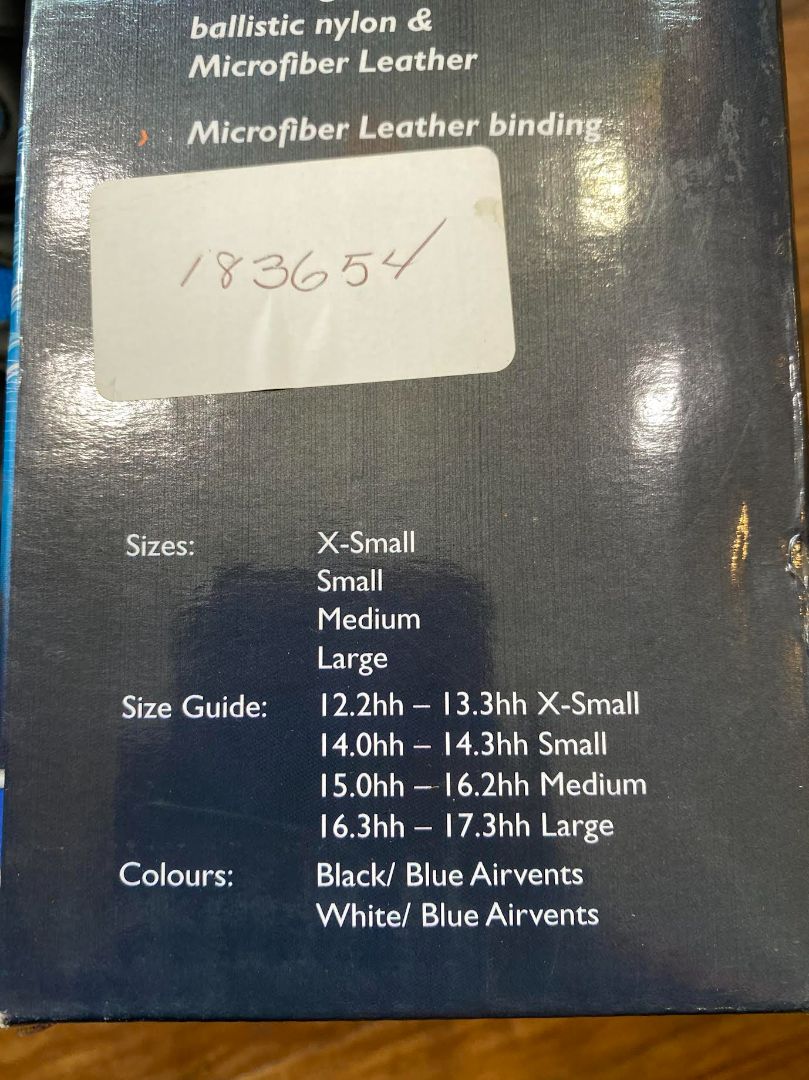 ballistic nylon &
Microfiber Leather
› Microfiber Leather binding
183654
Sizes: X-Small
Small
Medium
Large
Size Guide: 12.2hh – 13.3hh X-Small
14.0hh – 14.3hh Small
15.0hh – 16.2hh Medium
16.3hh – 17.3hh Large
Colours: Black/ Blue Airvents
White/ Blue Airvents